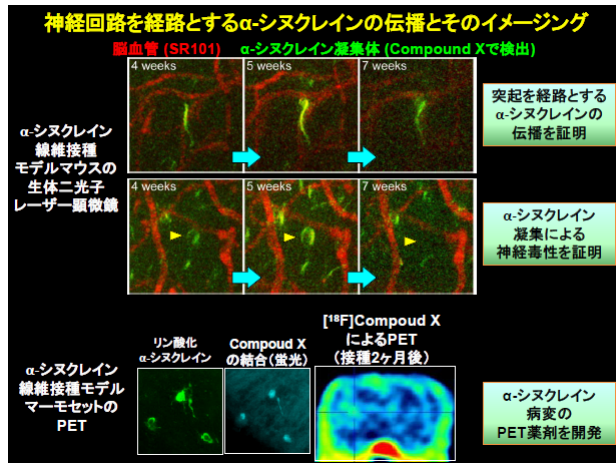 神経回路を経路とするα-シヌクレインの伝播とそのイメージング
脳血管 (SR101)　α-シヌクレイン凝集体 (Compound Xで検出)
4 weeks
5 weeks
7 weeks
α-シヌクレイン
線維接種
モデルマウスの
生体二光子
レーザー顕微鏡
突起を経路とする
α-シヌクレインの
伝播を証明
4 weeks
5 weeks
7 weeks
α-シヌクレイン
凝集による
神経毒性を証明
α-シヌクレイン
線維接種モデル
マーモセットの
PET
リン酸化
α-シヌクレイン
Compoud X
の結合(蛍光)
[¹⁸F]Compoud X
によるPET
(接種2ヶ月後)
α-シヌクレイン
病変の
PET薬剤を開発